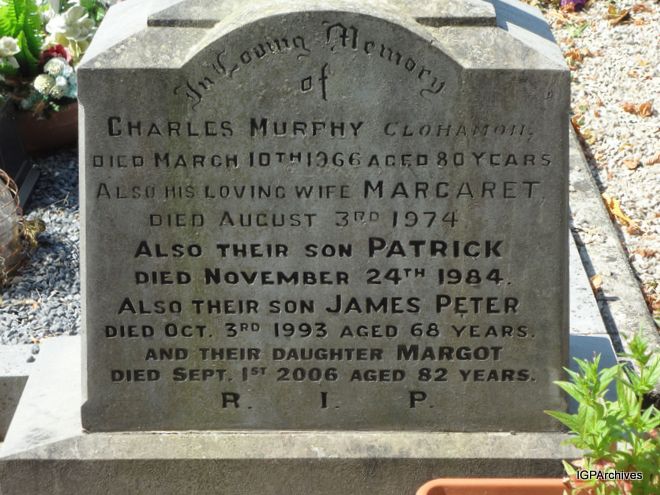 In Loving Memory
of
CHARLES MURPHY CLOHAMON,
DIED MARCH 10TH 1966 AGED 80 YEARS
ALSO HIS LOVING WIFE MARGARET
DIED AUGUST 3RD 1974
ALSO THEIR SON PATRICK
DIED NOVEMBER 24TH 1984.
ALSO THEIR SON JAMES PETER
DIED OCT. 3RD 1993 AGED 68 YEARS.
AND THEIR DAUGHTER MARGOT
DIED SEPT. 1ST 2006 AGED 82 YEARS.
R. I. P.
IGPArchives